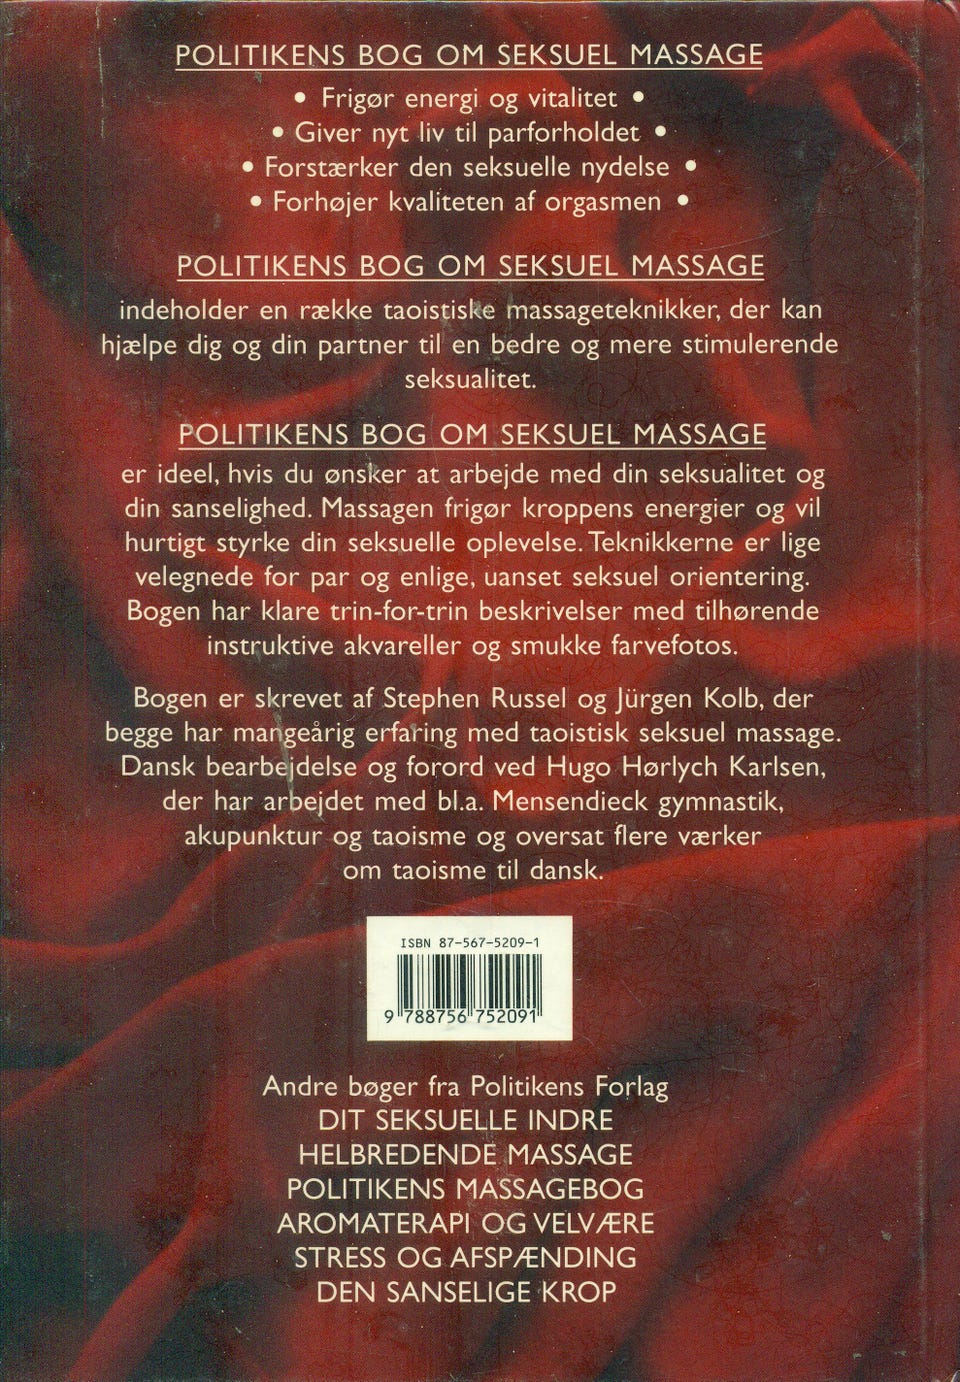 POLITIKENS BOG OM SEKSUEL MASSAGE
• Frigør energi og vitalitet •
• Giver nyt liv til parforholdet •
• Forstærker den seksuelle nydelse •
• Forhøjer kvaliteten af orgasmen •
POLITIKENS BOG OM SEKSUEL MASSAGE
indeholder en række taoistiske massageteknikker, der kan
hjælpe dig og din partner til en bedre og mere stimulerende
seksualitet.
POLITIKENS BOG OM SEKSUEL MASSAGE
er ideel, hvis du ønsker at arbejde med din seksualitet og
din sanselighed. Massagen frigør kroppens energier og vil
hurtigt styrke din seksuelle oplevelse. Teknikkerne er lige
velegnede for par og enlige, uanset seksuel orientering.
Bogen har klare trin-for-trin beskrivelser med tilhørende
instruktive akvareller og smukke farvefotos.
Bogen er skrevet af Stephen Russel og Jürgen Kolb, der
begge har mangeårig erfaring med taoistisk seksuel massage.
Dansk bearbejdelse og forord ved Hugo Hørlych Karlsen,
der har arbejdet med bl.a. Mensendieck gymnastik,
akupunktur og taoisme og oversat flere værker
om taoisme til dansk.
ISBN 87-567-5209-1
9 788756 752091
Andre bøger fra Politikens Forlag
DIT SEKSUELLE INDRE
HELBREDENDE MASSAGE
POLITIKENS MASSAGEBOG
AROMATERAPI OG VELVÆRE
STRESS OG AFSPÆNDING
DEN SANSELIGE KROP